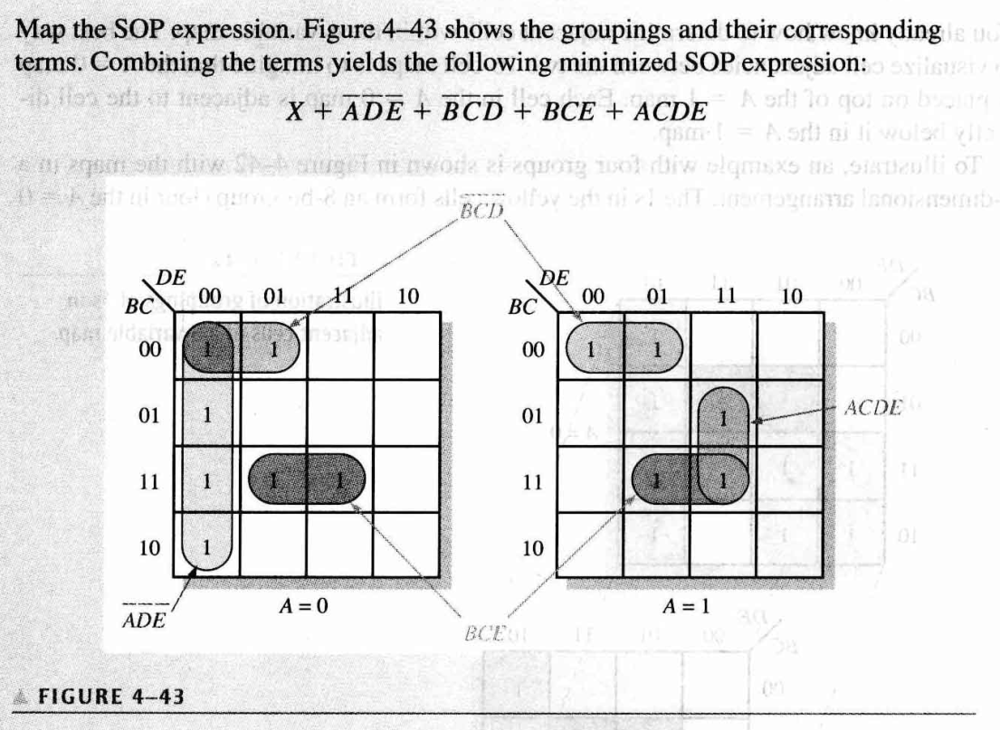 Map the SOP expression. Figure 4–43 shows the groupings and their corresponding
terms. Combining the terms yields the following minimized SOP expression:
X + ADE + BCD + BCE + ACDE
BCD
DE
BC
00 01 11 10
00 1 1
01 1
11 1 1 1
10 1
A = 0
A̅D̅E̅
DE
BC
00 01 11 10
00 1 1
01 1
11 1 1
10
A = 1
ACDE
BCE
FIGURE 4–43